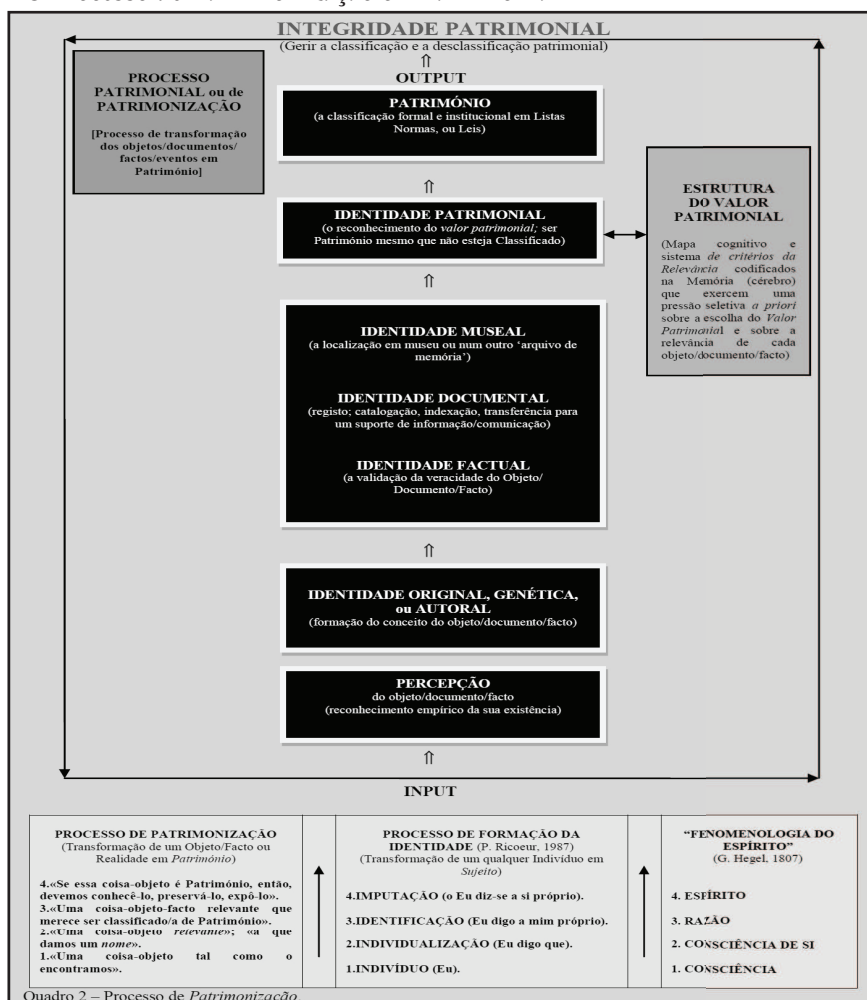 INTEGRIDADE PATRIMONIAL
(Gerir a classificação e a desclassificação patrimonial)
⇑
OUTPUT
PROCESSO
PATRIMONIAL ou de
PATRIMONIZAÇÃO
[Processo de transformação
dos objetos/documentos/
factos/eventos em
Património]
PATRIMÓNIO
(a classificação formal e institucional em Listas
Normas, ou Leis)
⇑
IDENTIDADE PATRIMONIAL
(o reconhecimento do valor patrimonial; ser
Património mesmo que não esteja Classificado)
ESTRUTURA
DO VALOR
PATRIMONIAL
(Mapa cognitivo e
sistema de critérios da
Relevância codificados
na Memória (cérebro)
que exercem uma
pressão seletiva a priori
sobre a escolha do Valor
Patrimonial e sobre a
relevância de cada
objeto/documento/facto)
⇑
IDENTIDADE MUSEAL
(a localização em museu ou num outro ‘arquivo de
memória’)
IDENTIDADE DOCUMENTAL
(registo; catalogação, indexação, transferência para
um suporte de informação/comunicação)
IDENTIDADE FACTUAL
(a validação da veracidade do Objeto/
Documento/Facto)
⇑
IDENTIDADE ORIGINAL, GENÉTICA,
ou AUTORAL
(formação do conceito do objeto/documento/facto)
PERCEPÇÃO
do objeto/documento/facto
(reconhecimento empírico da sua existência)
⇑
INPUT
PROCESSO DE PATRIMONIZAÇÃO
(Transformação de um Objeto/Facto ou
Realidade em Património)
4.«Se essa coisa-objeto é Património, então,
devemos conhecê-lo, preservá-lo, expô-lo».
3.«Uma coisa-objeto-facto relevante que
merece ser classificado/a de Património».
2.«Uma coisa-objeto relevante»; «a que
damos um nome».
1.«Uma coisa-objeto tal como o
encontramos».
PROCESSO DE FORMAÇÃO DA
IDENTIDADE (P. Ricoeur, 1987)
(Transformação de um qualquer Indivíduo em
Sujeito)
4.IMPUTAÇÃO (o Eu diz-se a si próprio).
3.IDENTIFICAÇÃO (Eu digo a mim próprio).
2.INDIVIDUALIZAÇÃO (Eu digo que).
1.INDIVÍDUO (Eu).
“FENOMENOLOGIA DO
ESPÍRITO”
(G. Hegel, 1807)
4. ESPÍRITO
3. RAZÃO
2. CONSCIÊNCIA DE SI
1. CONSCIÊNCIA
Quadro 2 – Processo de Patrimonização.